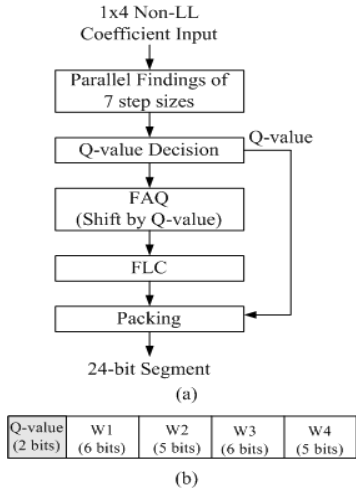 1x4 Non-LL
Coefficient Input
Parallel Findings of
7 step sizes
Q-value Decision
Q-value
FAQ
(Shift by Q-value)
FLC
Packing
24-bit Segment
(a)
Q-value W1 W2 W3 W4
(2 bits) (6 bits) (5 bits) (6 bits) (5 bits)
(b)